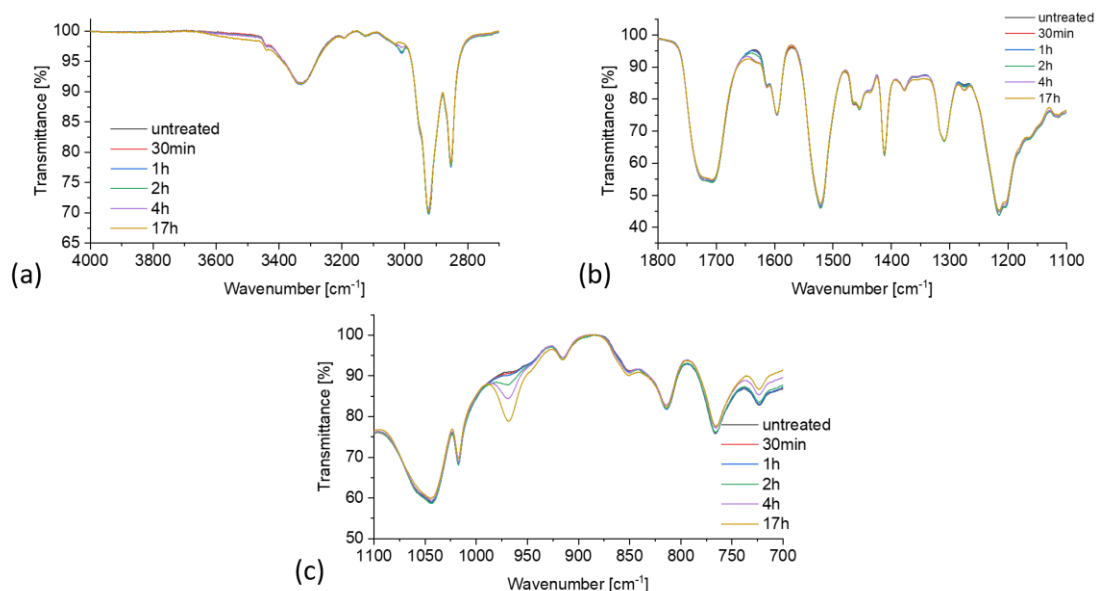 100
95
90
85
80
75
70
65
4000
3600
3200
2800
Transmittance [%]
Wavenumber [cm⁻¹]
untreated
30min
1h
2h
4h
17h
(a)
100
90
80
70
60
50
40
1800
1700
1600
1500
1400
1300
1200
1100
Transmittance [%]
Wavenumber [cm⁻¹]
untreated
30min
1h
2h
4h
17h
(b)
100
90
80
70
60
50
1100
1050
1000
950
900
850
800
750
700
Transmittance [%]
Wavenumber [cm⁻¹]
untreated
30min
1h
2h
4h
17h
(c)